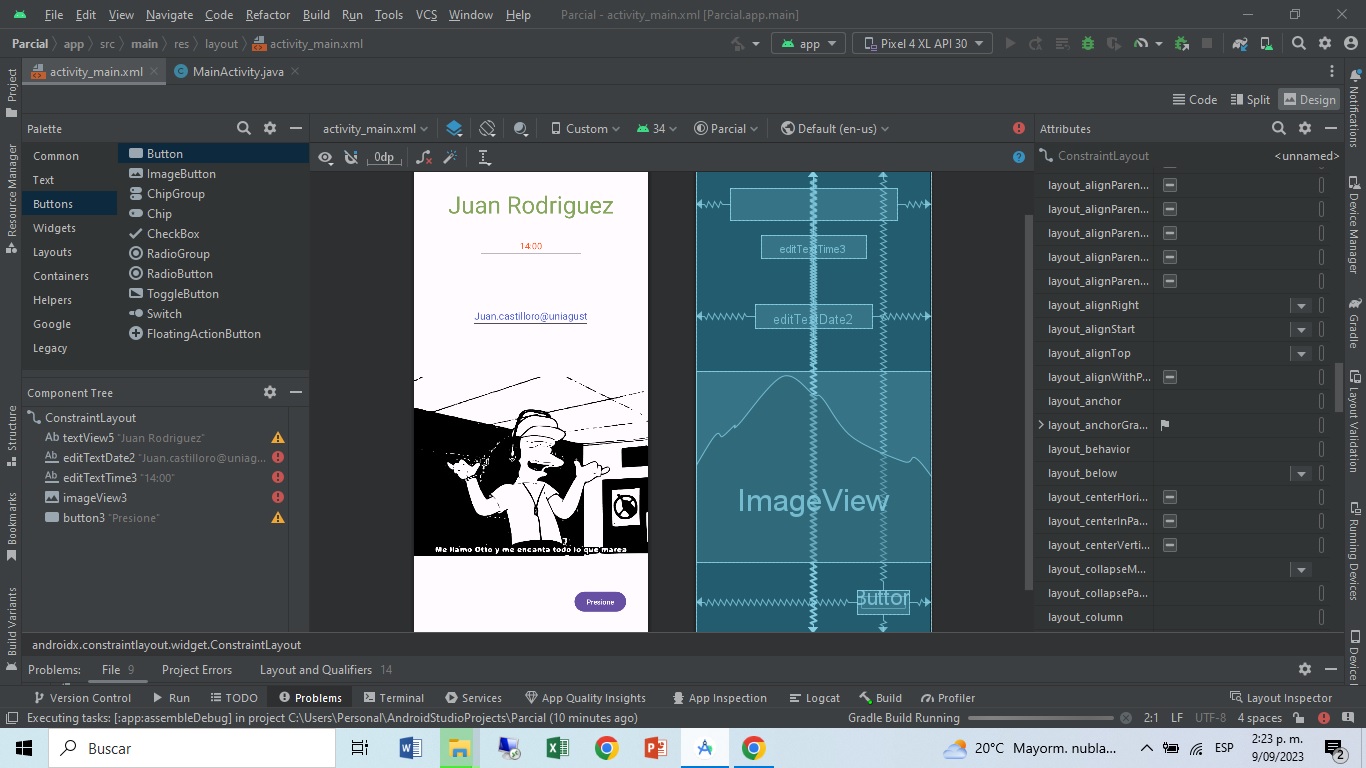 File Edit View Navigate Code Refactor Build Run Tools VCS Window Help Parcial - activity_main.xml [Parcial.app.main]
Parcial app src main res layout activity_main.xml app Pixel 4 XL API 30
activity_main.xml MainActivity.java
Code Split Design
Palette activity_main.xml Custom 34 Parcial Default (en-us) Attributes
0dp
ConstraintLayout <unnamed>
Common
Text
Buttons
Widgets
Layouts
Containers
Helpers
Google
Legacy
Button
ImageButton
ChipGroup
Chip
CheckBox
RadioGroup
RadioButton
ToggleButton
Switch
FloatingActionButton
Component Tree
ConstraintLayout
Ab textView5 "Juan Rodriguez"
Ab editTextDate2 "Juan.castilloro@uniag...
Ab editTextTime3 "14:00"
imageView3
button3 "Presione"
Juan Rodriguez
14:00
Juan.castilloro@uniagust
Me llamo Otto y me encanta todo lo que marea
Presione
editTextTime3
editTextDate2
ImageView
Button
layout_alignParen...
layout_alignParen...
layout_alignParen...
layout_alignParen...
layout_alignParen...
layout_alignRight
layout_alignStart
layout_alignTop
layout_alignWithP...
layout_anchor
layout_anchorGra...
layout_behavior
layout_below
layout_centerHori...
layout_centerInPa...
layout_centerVerti...
layout_collapseM...
layout_collapsePa...
layout_column
Project
Resource Manager
Structure
Bookmarks
Build Variants
Notifications
Device Manager
Gradle
Layout Validation
Running Devices
androidx.constraintlayout.widget.ConstraintLayout
Problems: File 9 Project Errors Layout and Qualifiers 14
Version Control Run TODO Problems Terminal Services App Quality Insights App Inspection Logcat Build Profiler Layout Inspector
Executing tasks: [:app:assembleDebug] in project C:\Users\Personal\AndroidStudioProjects\Parcial (10 minutes ago) Gradle Build Running 2:1 LF UTF-8 4 spaces
Buscar 20°C Mayorm. nubla... ESP 2:23 p. m.
9/09/2023 2